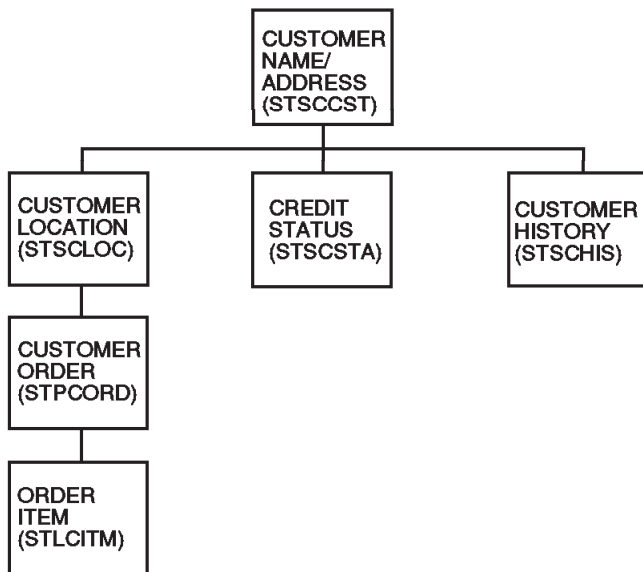 CUSTOMER
NAME/
ADDRESS
(STSCCST)
CUSTOMER
LOCATION
(STSCLOC)
CREDIT
STATUS
(STSCSTA)
CUSTOMER
HISTORY
(STSCHIS)
CUSTOMER
ORDER
(STPCORD)
ORDER
ITEM
(STLCITM)